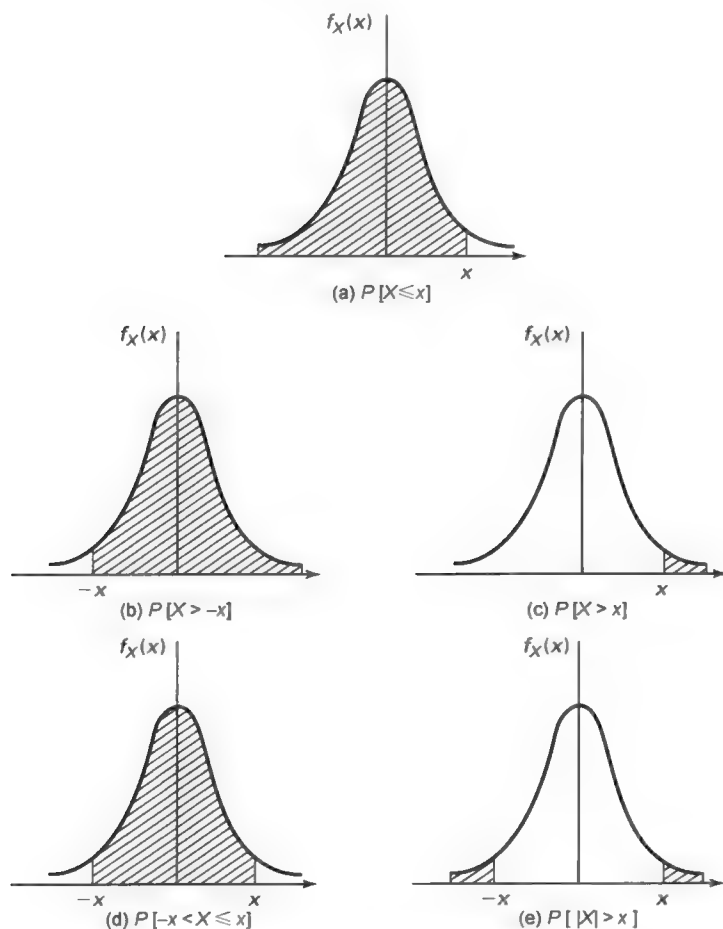 f_X(x)
x
(a) P [X⩽x]
f_X(x)
−x
(b) P [X > −x]
f_X(x)
x
(c) P [X > x]
f_X(x)
−x x
(d) P [−x < X ⩽ x]
f_X(x)
−x x
(e) P [ |X| > x ]